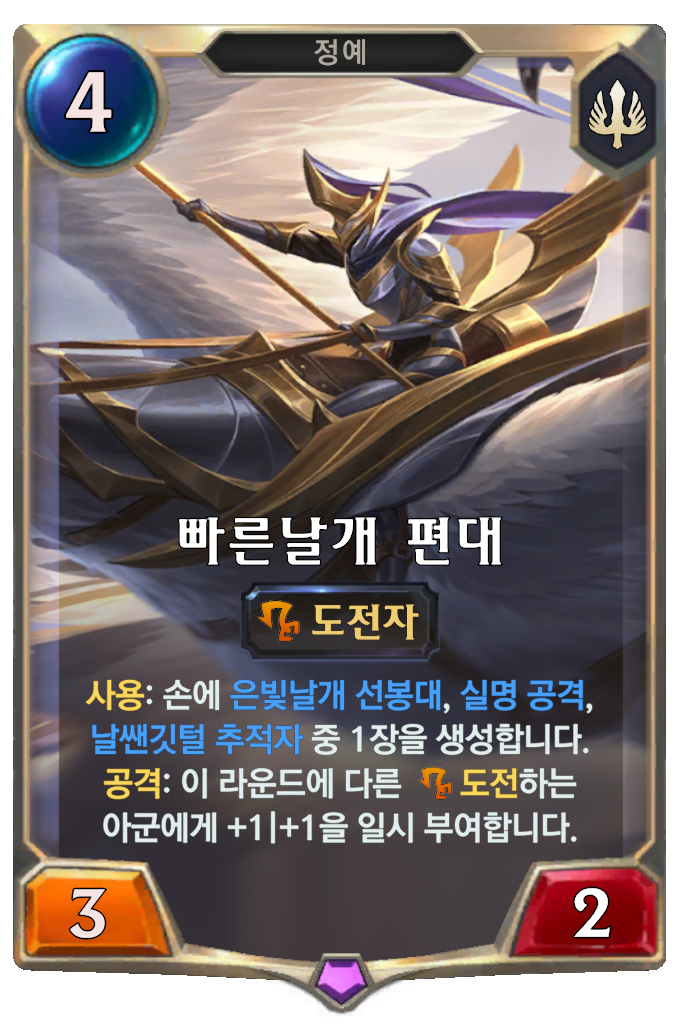 정예
4
빠른날개 편대
도전자
사용: 손에 은빛날개 선봉대, 실명 공격,
날쌘깃털 추적자 중 1장을 생성합니다.
공격: 이 라운드에 다른 도전하는
아군에게 +1|+1을 일시 부여합니다.
3
2